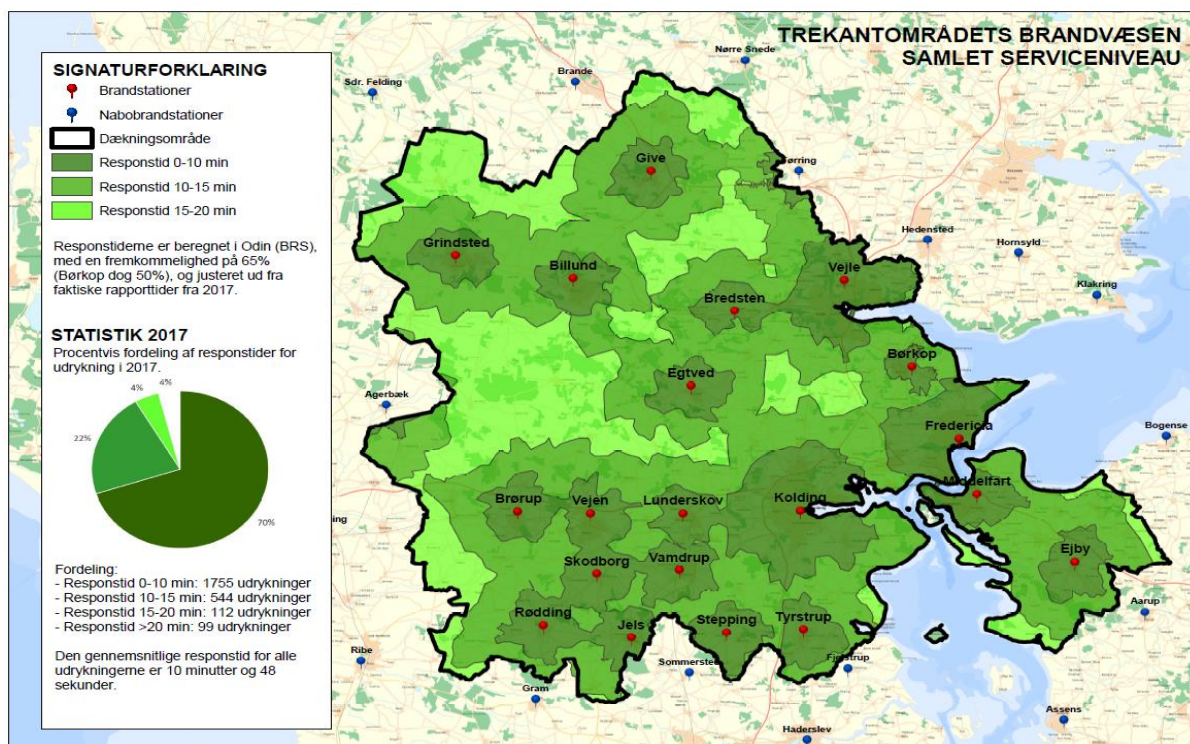 TREKANTOMRÅDETS BRANDVÆSEN
SAMLET SERVICENIVEAU
SIGNATURFORKLARING
Brandstationer
Nabobrandstationer
Dækningsområde
Responstid 0-10 min
Responstid 10-15 min
Responstid 15-20 min
Responstiderne er beregnet i Odin (BRS),
med en fremkommelighed på 65%
(Børkop dog 50%), og justeret ud fra
faktiske rapporttider fra 2017.
STATISTIK 2017
Procentvis fordeling af responstider for
udrykning i 2017.
4%
4%
22%
70%
Fordeling:
- Responstid 0-10 min: 1755 udrykninger
- Responstid 10-15 min: 544 udrykninger
- Responstid 15-20 min: 112 udrykninger
- Responstid >20 min: 99 udrykninger
Den gennemsnitlige responstid for alle
udrykningerne er 10 minutter og 48
sekunder.
Nørre Snede
Brande
Sdr. Felding
Give
Tørring
Hedensted
Hornsyld
Klakring
Grindsted
Billund
Vejle
Bredsten
Børkop
Egtved
Agerbæk
Fredericia
Bogense
Middelfart
Brørup
Vejen
Lunderskov
Kolding
Ejby
Skodborg
Vamdrup
Aarup
Rødding
Jels
Stepping
Tyrstrup
Ribe
Sommersted
Fjelstrup
Gram
Assens
Haderslev